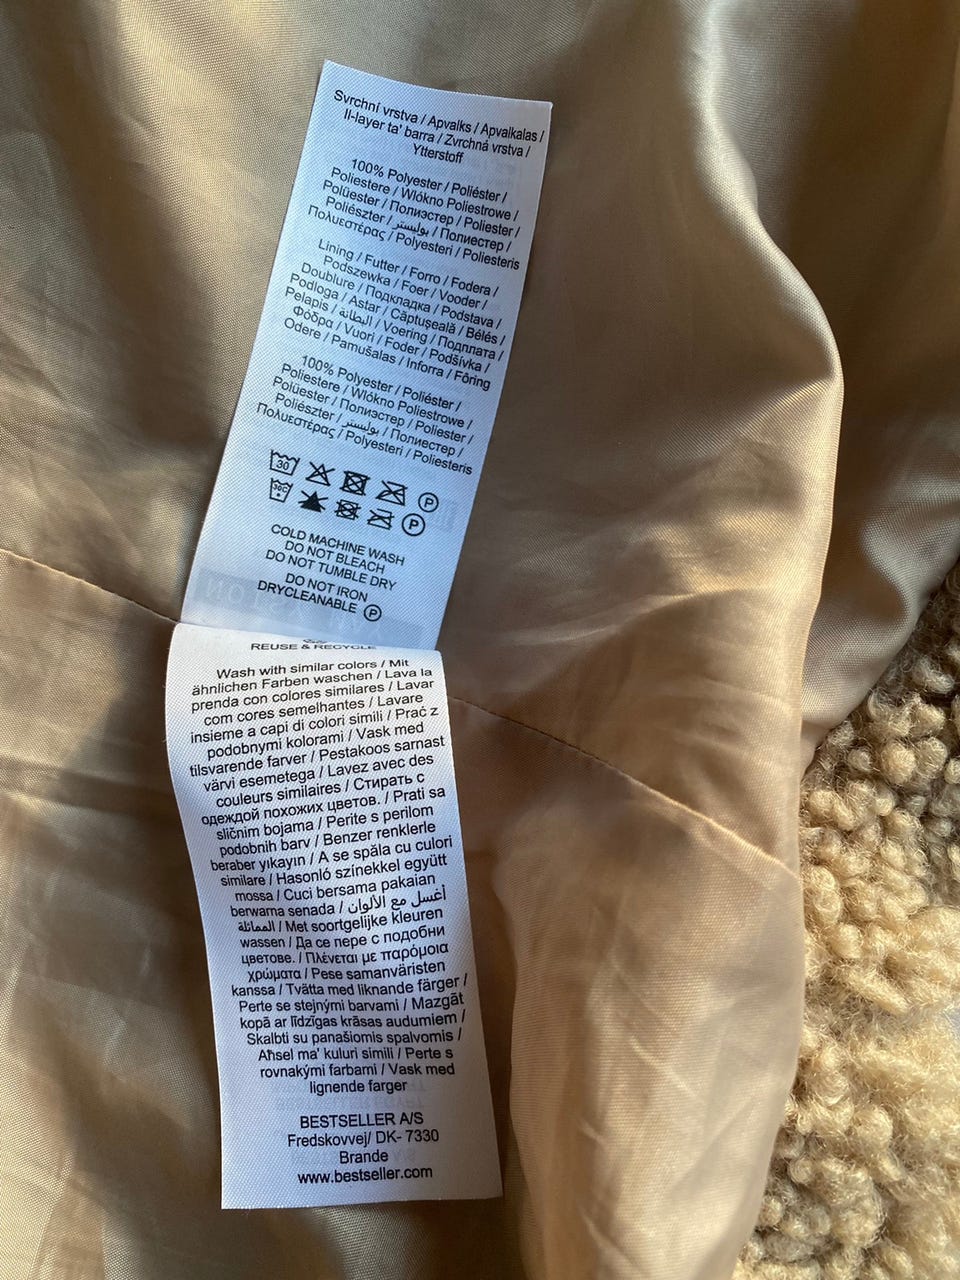 Svrchní vrstva / Apvalks / Apvalkalas /
Il-layer ta' barra / Zvrchná vrstva /
Ytterstoff
100% Polyester / Poliéster /
Poliestere / Wlókno Poliestrowe /
Polüester / Полиэстер / Poliester /
Poliészter / بوليستر / Полиестер /
Πολυεστέρας / Polyesteri / Poliesteris
Lining / Futter / Forro / Fodera /
Podszewka / Foer / Vooder /
Doublure / Подкладка / Postava /
Podloga / Astar / Căptuşeală / Bélés /
Pelapis / البطانة / Voering / Подплата /
Φόδρα / Vuori / Foder / Podšívka /
Odere / Pamušalas / Inforra / Fôring
100% Polyester / Poliéster /
Poliestere / Wlókno Poliestrowe /
Polüester / Полиэстер / Poliester /
Poliészter / بوليستر / Полиестер /
Πολυεστέρας / Polyesteri / Poliesteris
30 P
30C P
COLD MACHINE WASH
DO NOT BLEACH
DO NOT TUMBLE DRY
DO NOT IRON
DRYCLEANABLE P
REUSE & RECYCLE
Wash with similar colors / Mit
ähnlichen Farben waschen / Lava la
prenda con colores similares / Lavar
com cores semelhantes / Lavare
insieme a capi di colori simili / Prać z
podobnymi kolorami / Vask med
tilsvarende farver / Pestakoos sarnast
värvi esemetega / Lavez avec des
couleurs similaires / Стирать с
одеждой похожих цветов. / Prati sa
sličnim bojama / Perite s perilom
podobnih barv / Benzer renklerle
beraber yıkayın / A se spăla cu culori
similare / Hasonló színekkel együtt
mossa / Cuci bersama pakaian
berwarna senada / أغسل مع الألوان
المماثلة / Met soortgelijke kleuren
wassen / Да се пере с подобни
цветове. / Πλένεται με παρόμοια
χρώματα / Pese samanväristen
kanssa / Tvätta med liknande färger /
Perte se stejnými barvami / Mazgāt
kopā ar līdzīgas krāsas audumiem /
Skalbti su panašiomis spalvomis /
Aħsel ma' kuluri simili / Perte s
rovnakými farbami / Vask med
lignende farger
BESTSELLER A/S
Fredskovvej/ DK- 7330
Brande
www.bestseller.com